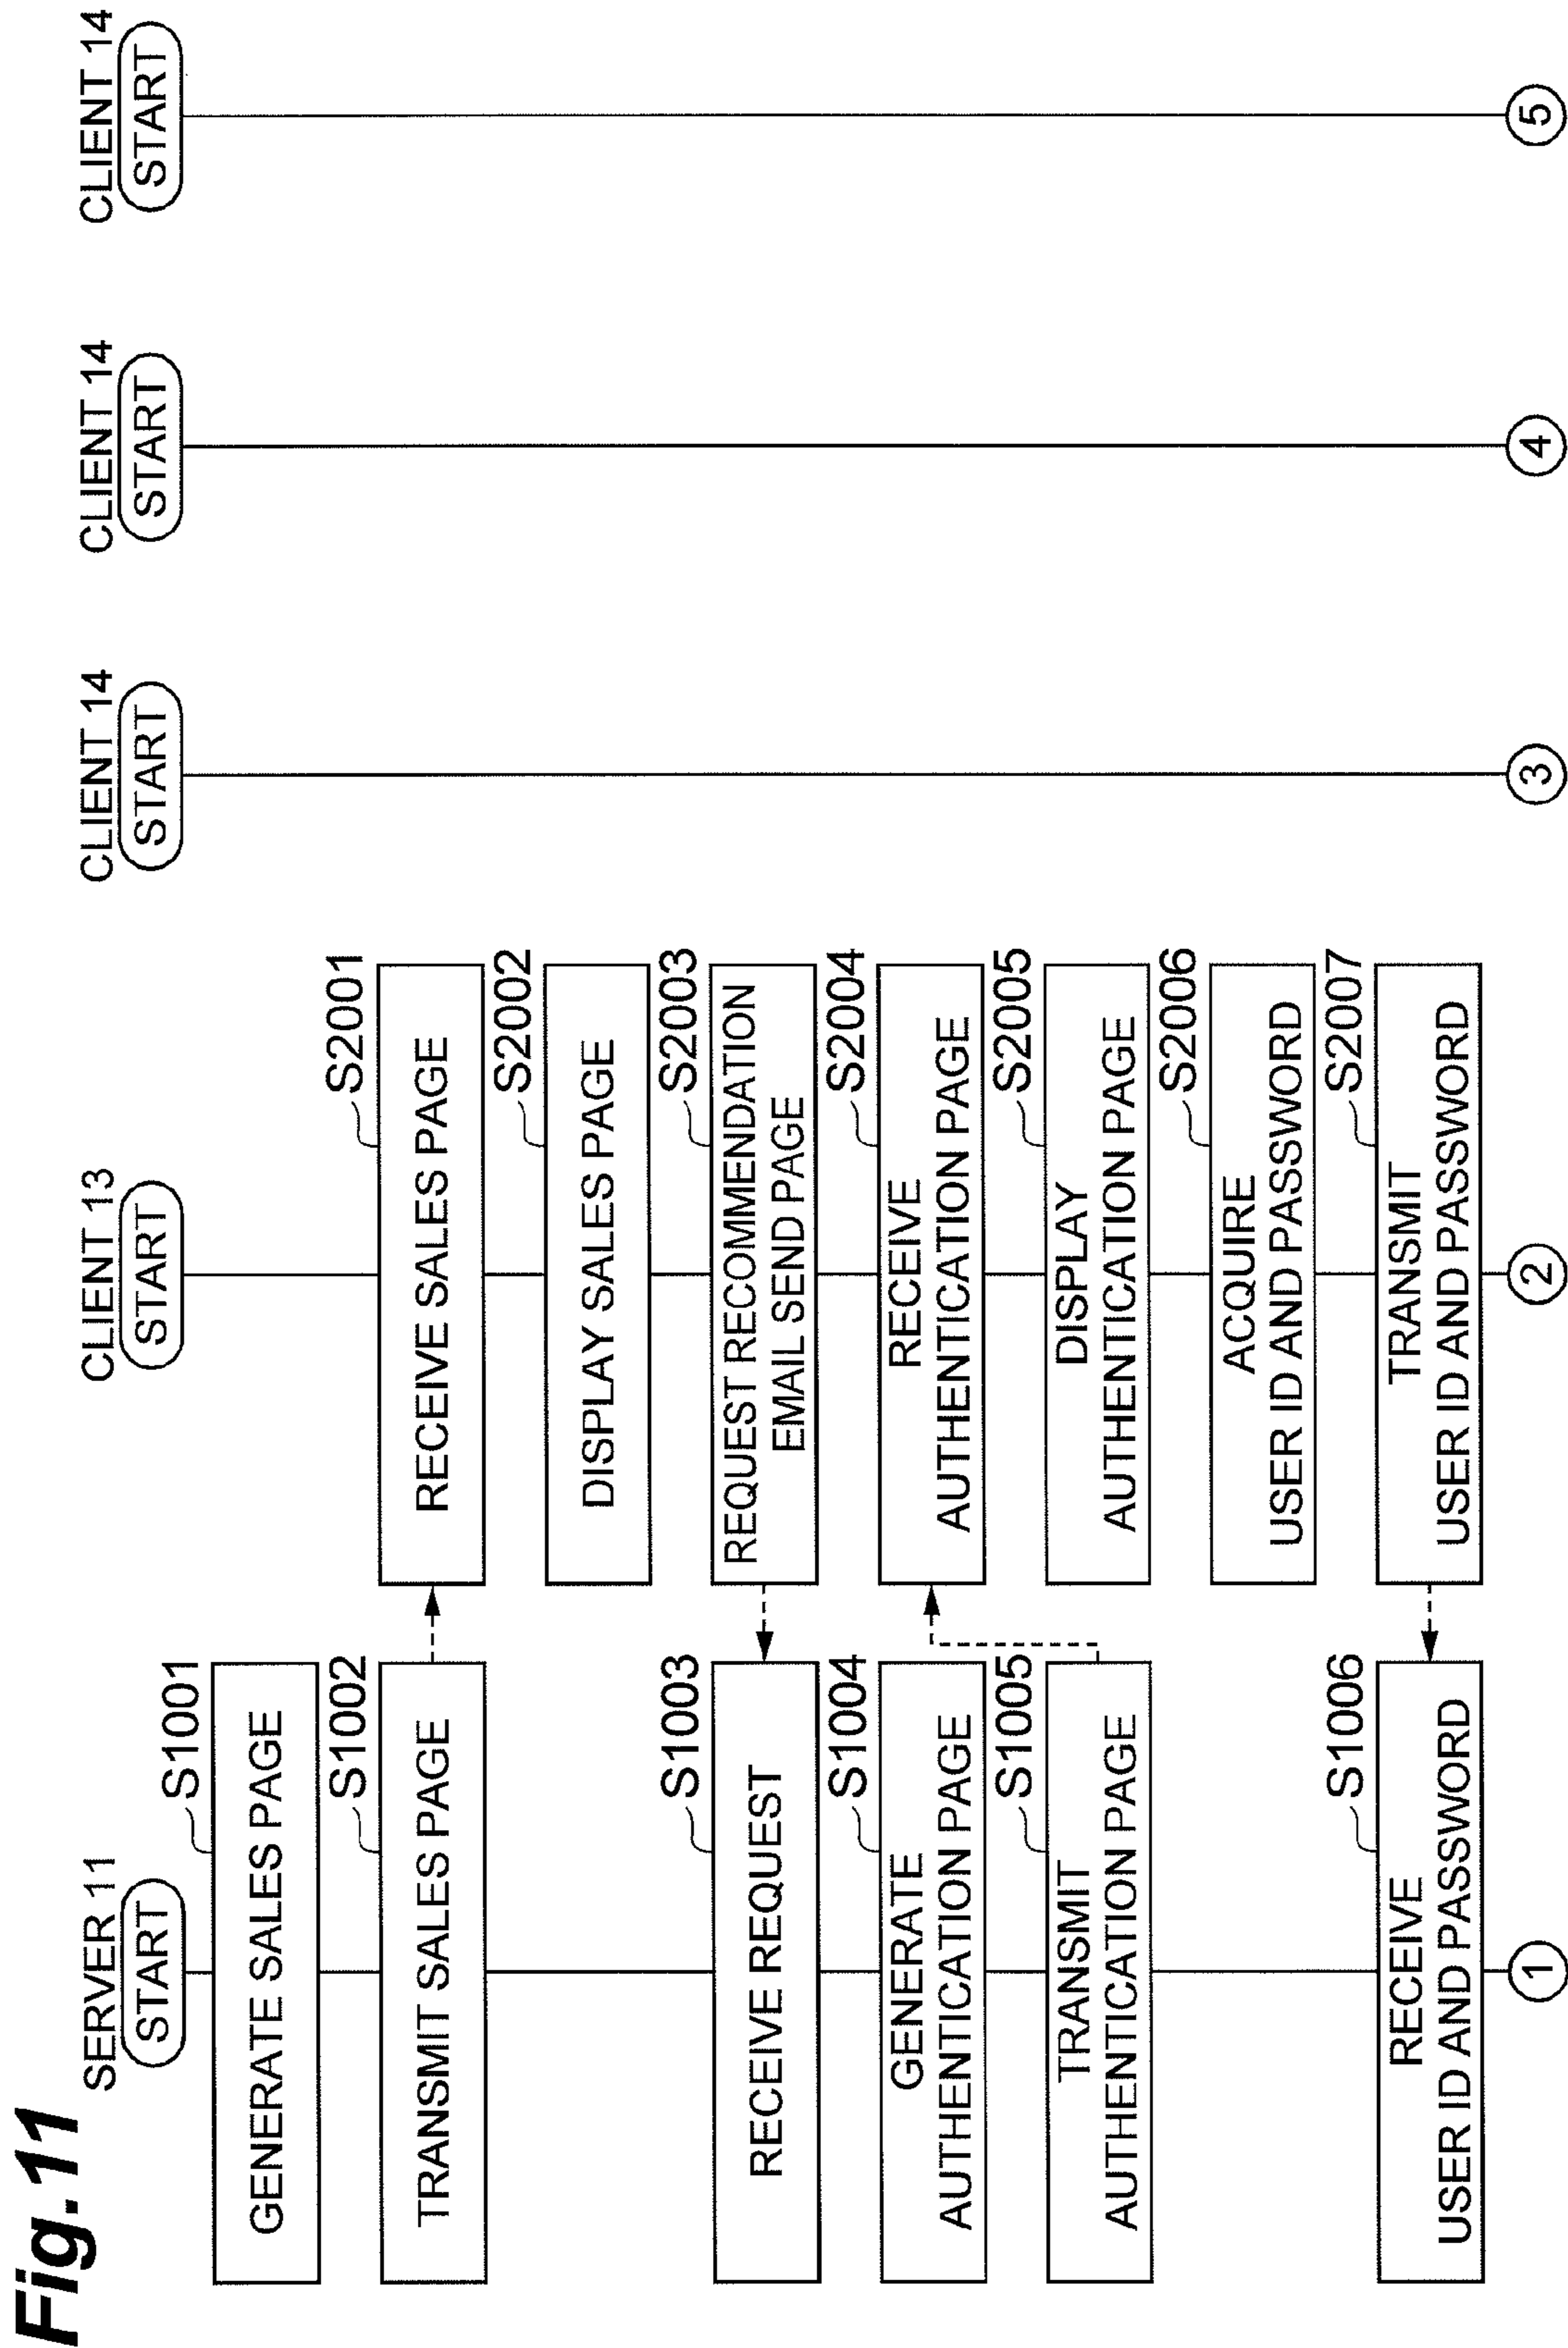 Fig.11
SERVER 11
START
S1001
GENERATE SALES PAGE
S1002
TRANSMIT SALES PAGE
S1003
RECEIVE REQUEST
S1004
GENERATE
AUTHENTICATION PAGE
S1005
TRANSMIT
AUTHENTICATION PAGE
S1006
RECEIVE
USER ID AND PASSWORD
1
CLIENT 13
START
S2001
RECEIVE SALES PAGE
S2002
DISPLAY SALES PAGE
S2003
REQUEST RECOMMENDATION
EMAIL SEND PAGE
S2004
RECEIVE
AUTHENTICATION PAGE
S2005
DISPLAY
AUTHENTICATION PAGE
S2006
ACQUIRE
USER ID AND PASSWORD
S2007
TRANSMIT
USER ID AND PASSWORD
2
CLIENT 14
START
3
CLIENT 14
START
4
CLIENT 14
START
5